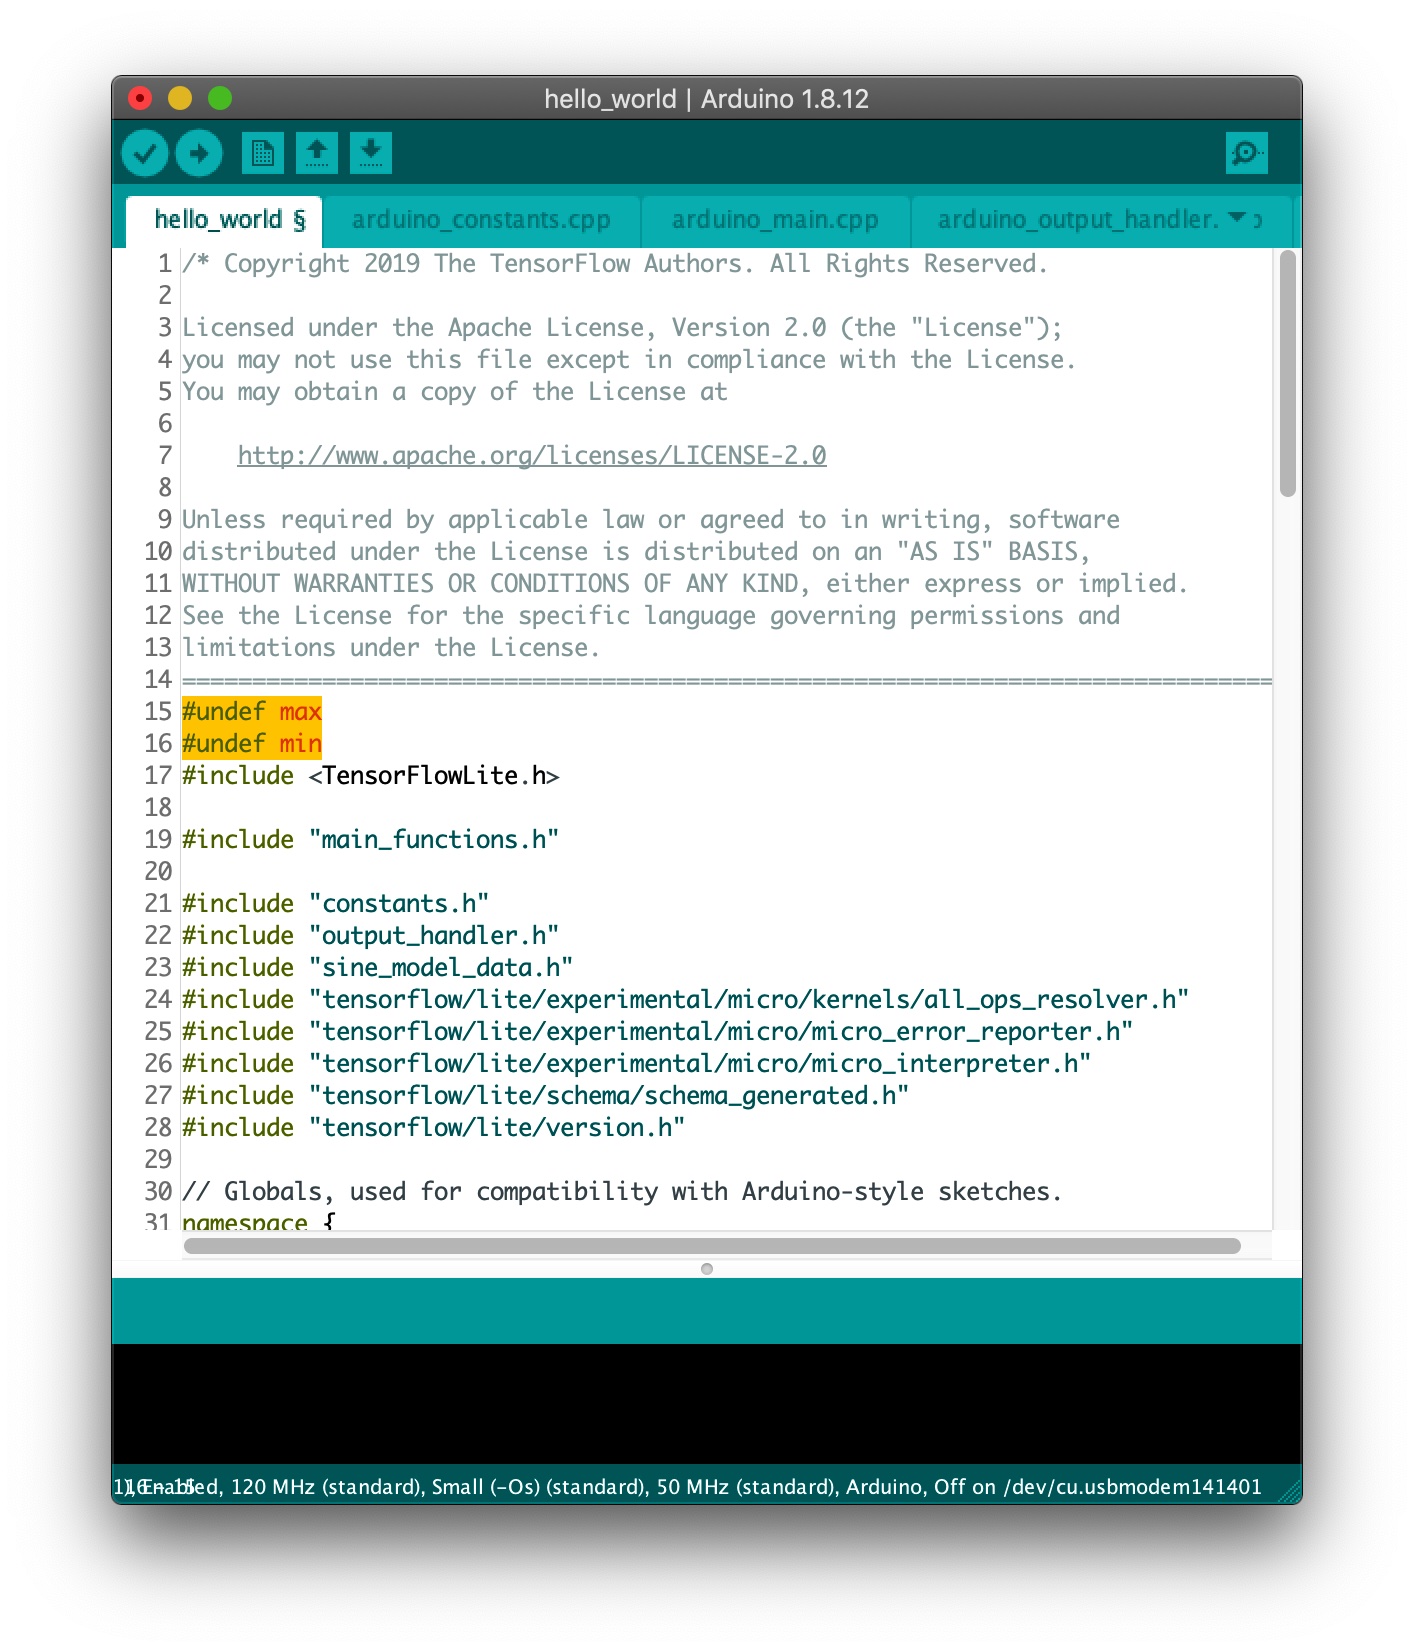 hello_world | Arduino 1.8.12
hello_world §
arduino_constants.cpp
arduino_main.cpp
arduino_output_handler.
1 /* Copyright 2019 The TensorFlow Authors. All Rights Reserved.
2
3 Licensed under the Apache License, Version 2.0 (the "License");
4 you may not use this file except in compliance with the License.
5 You may obtain a copy of the License at
6
7 http://www.apache.org/licenses/LICENSE-2.0
8
9 Unless required by applicable law or agreed to in writing, software
10 distributed under the License is distributed on an "AS IS" BASIS,
11 WITHOUT WARRANTIES OR CONDITIONS OF ANY KIND, either express or implied.
12 See the License for the specific language governing permissions and
13 limitations under the License.
14 ==============================================================================
15 #undef max
16 #undef min
17 #include <TensorFlowLite.h>
18
19 #include "main_functions.h"
20
21 #include "constants.h"
22 #include "output_handler.h"
23 #include "sine_model_data.h"
24 #include "tensorflow/lite/experimental/micro/kernels/all_ops_resolver.h"
25 #include "tensorflow/lite/experimental/micro/micro_error_reporter.h"
26 #include "tensorflow/lite/experimental/micro/micro_interpreter.h"
27 #include "tensorflow/lite/schema/schema_generated.h"
28 #include "tensorflow/lite/version.h"
29
30 // Globals, used for compatibility with Arduino-style sketches.
31 namespace {
Enabled, 120 MHz (standard), Small (-Os) (standard), 50 MHz (standard), Arduino, Off on /dev/cu.usbmodem141401